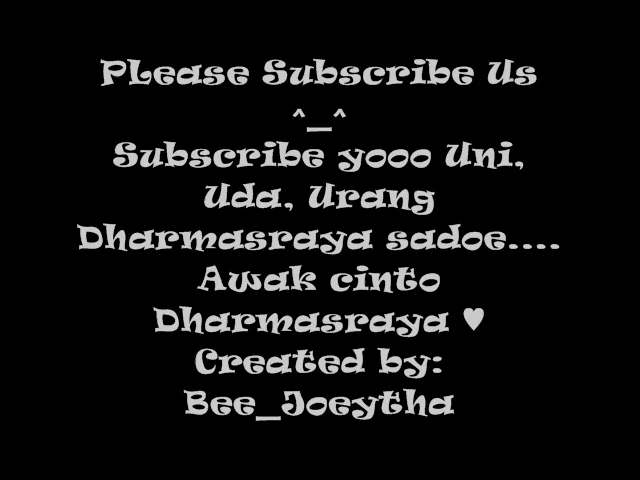 PLease Subscribe Us
^_^
Subscribe yooo Uni,
Uda, Urang
Dharmasraya sadoe....
Awak cinto
Dharmasraya ♥
Created by:
Bee_Joeytha